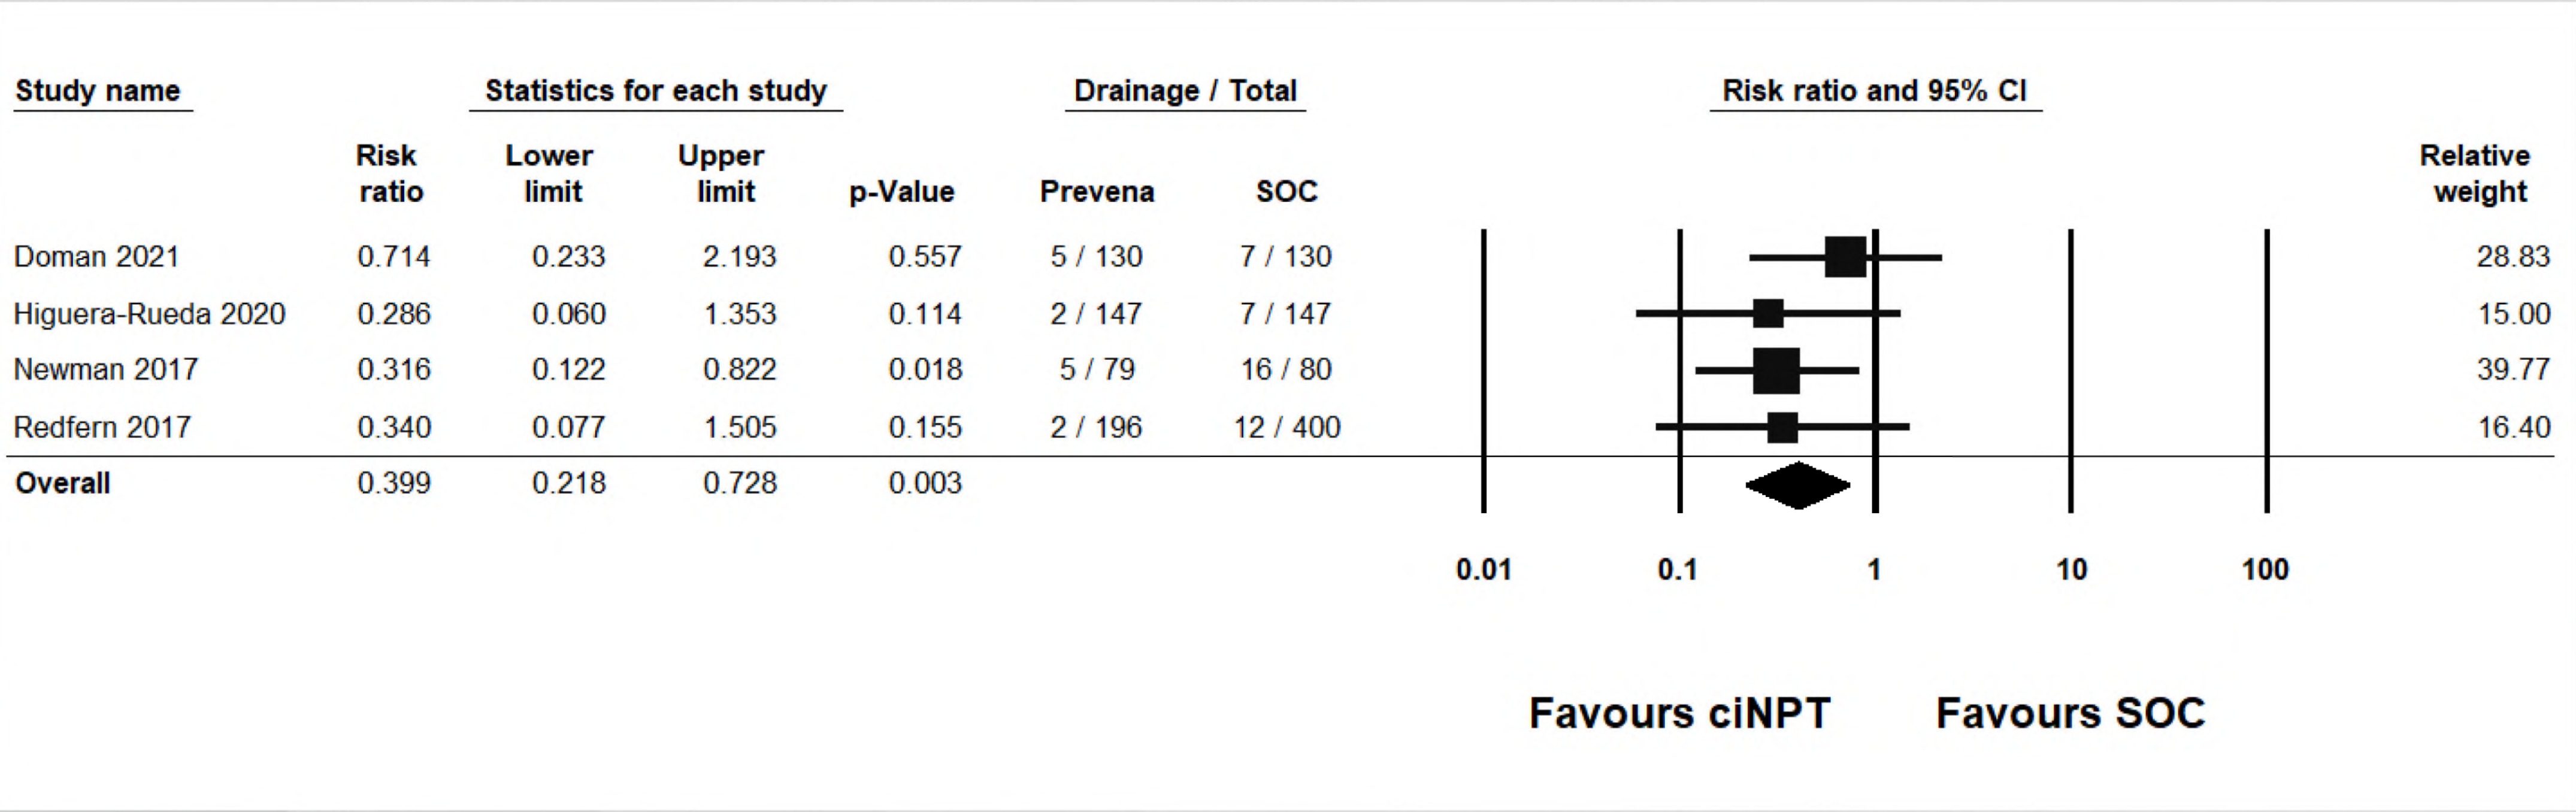 Study name Statistics for each study Drainage / Total Risk ratio and 95% CI
Risk Lower Upper Relative
ratio limit limit p-Value Prevena SOC weight
Doman 2021 0.714 0.233 2.193 0.557 5 / 130 7 / 130 28.83
Higuera-Rueda 2020 0.286 0.060 1.353 0.114 2 / 147 7 / 147 15.00
Newman 2017 0.316 0.122 0.822 0.018 5 / 79 16 / 80 39.77
Redfern 2017 0.340 0.077 1.505 0.155 2 / 196 12 / 400 16.40
Overall 0.399 0.218 0.728 0.003
0.01 0.1 1 10 100
Favours ciNPT Favours SOC